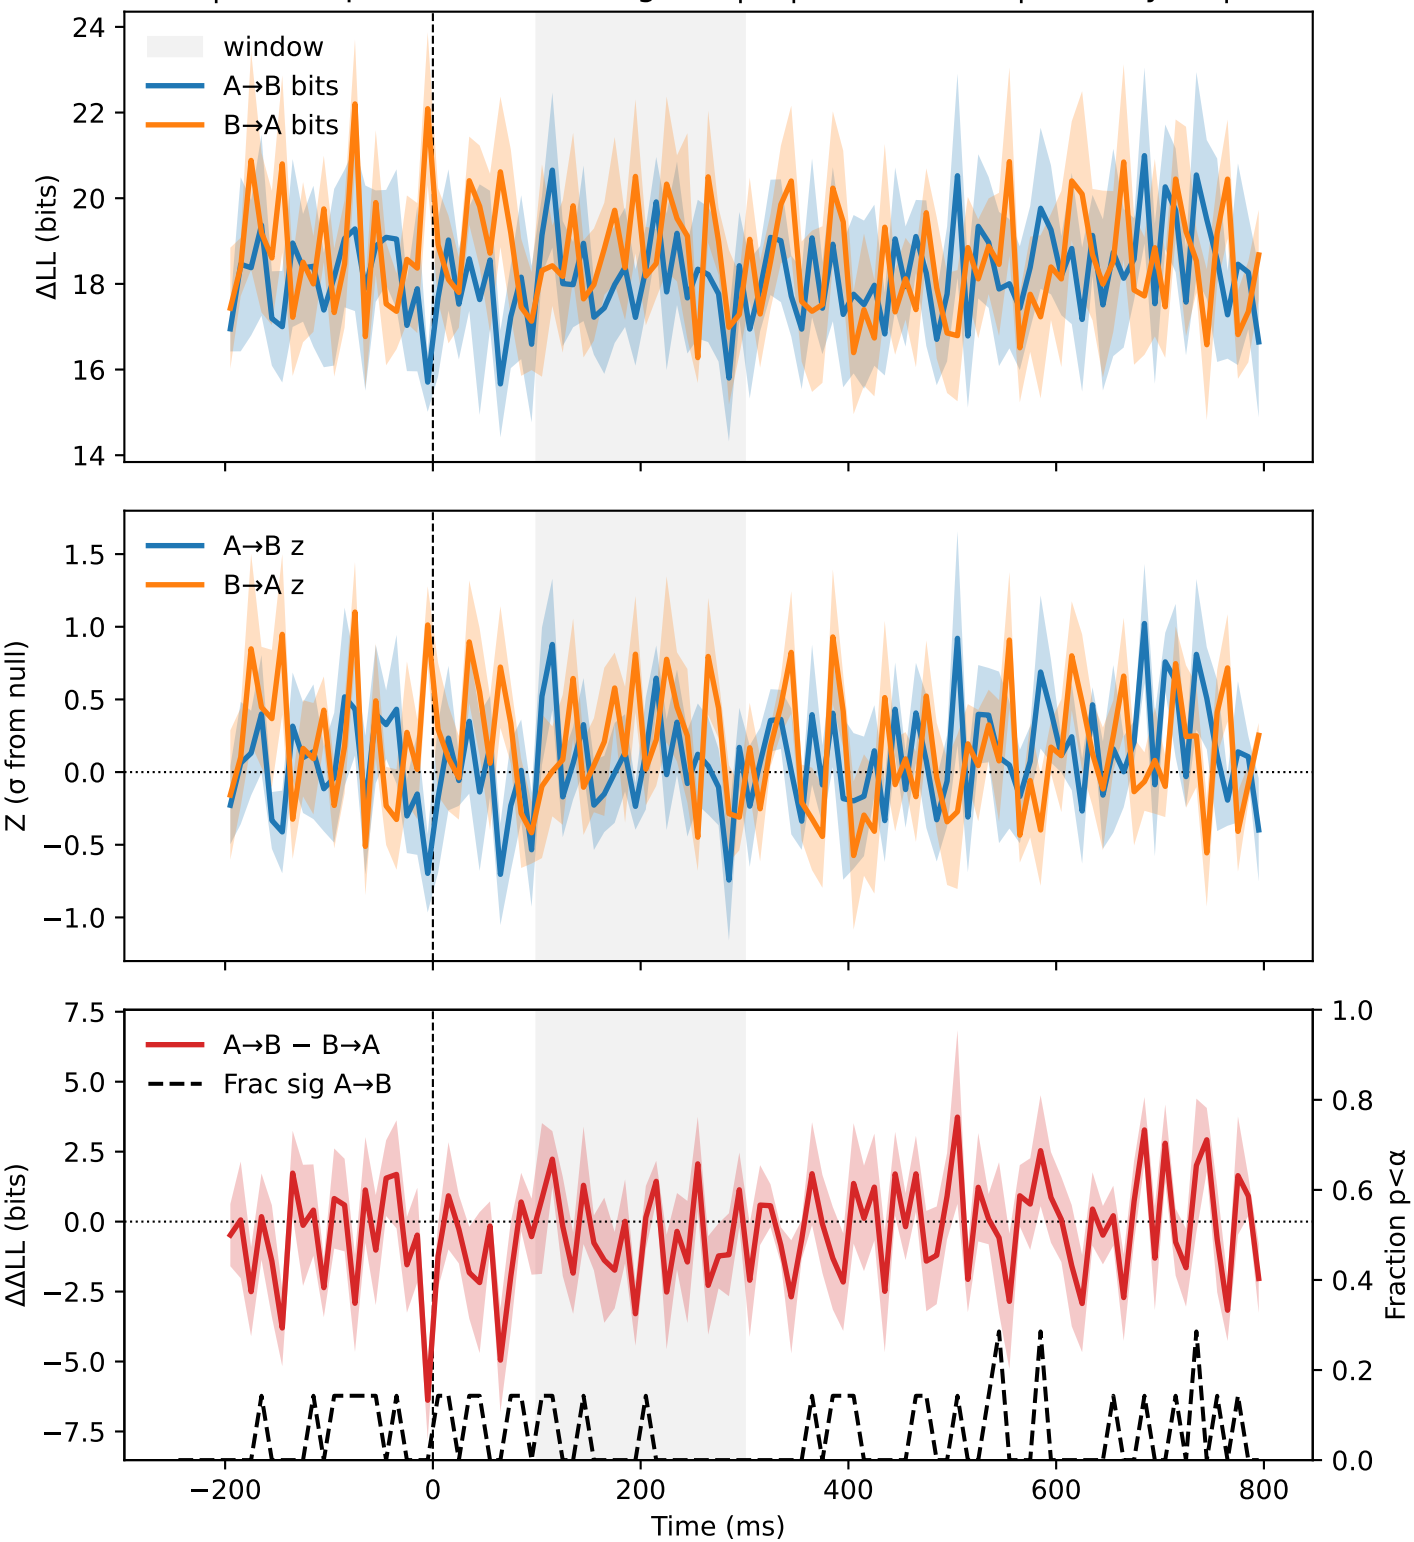 24
22
20
18
16
14
ΔLL (bits)
window
A→B bits
B→A bits
1.5
1.0
0.5
0.0
−0.5
−1.0
Z (σ from null)
A→B z
B→A z
7.5
5.0
2.5
0.0
−2.5
−5.0
−7.5
ΔΔLL (bits)
A→B − B→A
Frac sig A→B
1.0
0.8
0.6
0.4
0.2
0.0
Fraction p<α
−200
0
200
400
600
800
Time (ms)